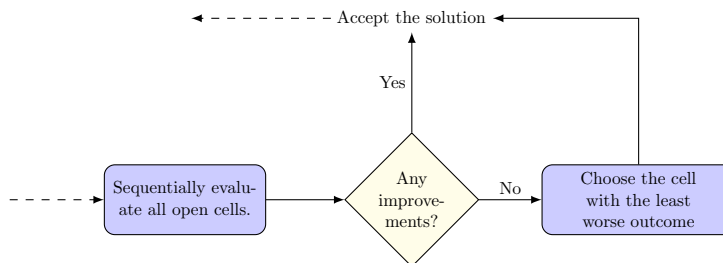 Accept the solution
Yes
Sequentially evalu-
ate all open cells.
Any
improve-
ments?
No
Choose the cell
with the least
worse outcome